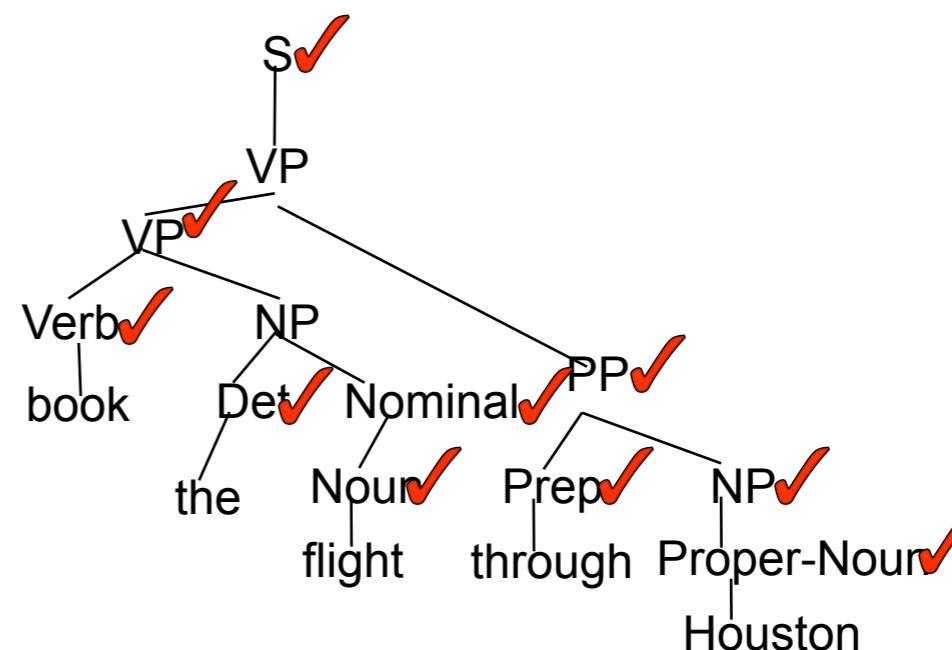 S
VP
VP
Verb NP
PP
book Det Nominal
the Noun Prep NP
flight through Proper-Noun
Houston